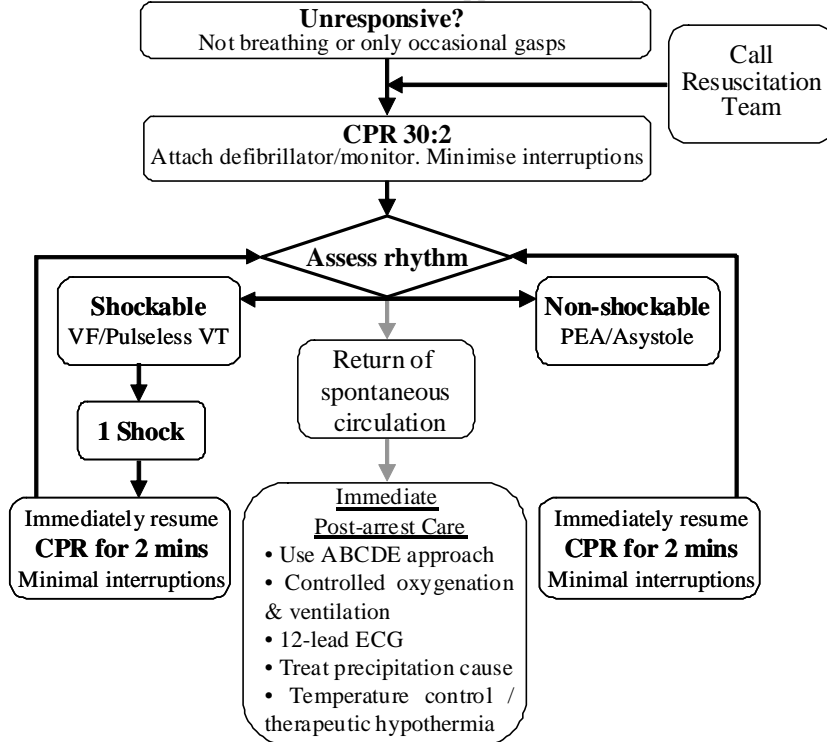 Unresponsive?
Not breathing or only occasional gasps
Call
Resuscitation
Team
CPR 30:2
Attach defibrillator/monitor. Minimise interruptions
Assess rhythm
Shockable
VF/Pulseless VT
Non-shockable
PEA/Asystole
Return of
spontaneous
circulation
1 Shock
Immediately resume
CPR for 2 mins
Minimal interruptions
Immediate
Post-arrest Care
• Use ABCDE approach
• Controlled oxygenation
& ventilation
• 12-lead ECG
• Treat precipitation cause
• Temperature control /
therapeutic hypothermia
Immediately resume
CPR for 2 mins
Minimal interruptions